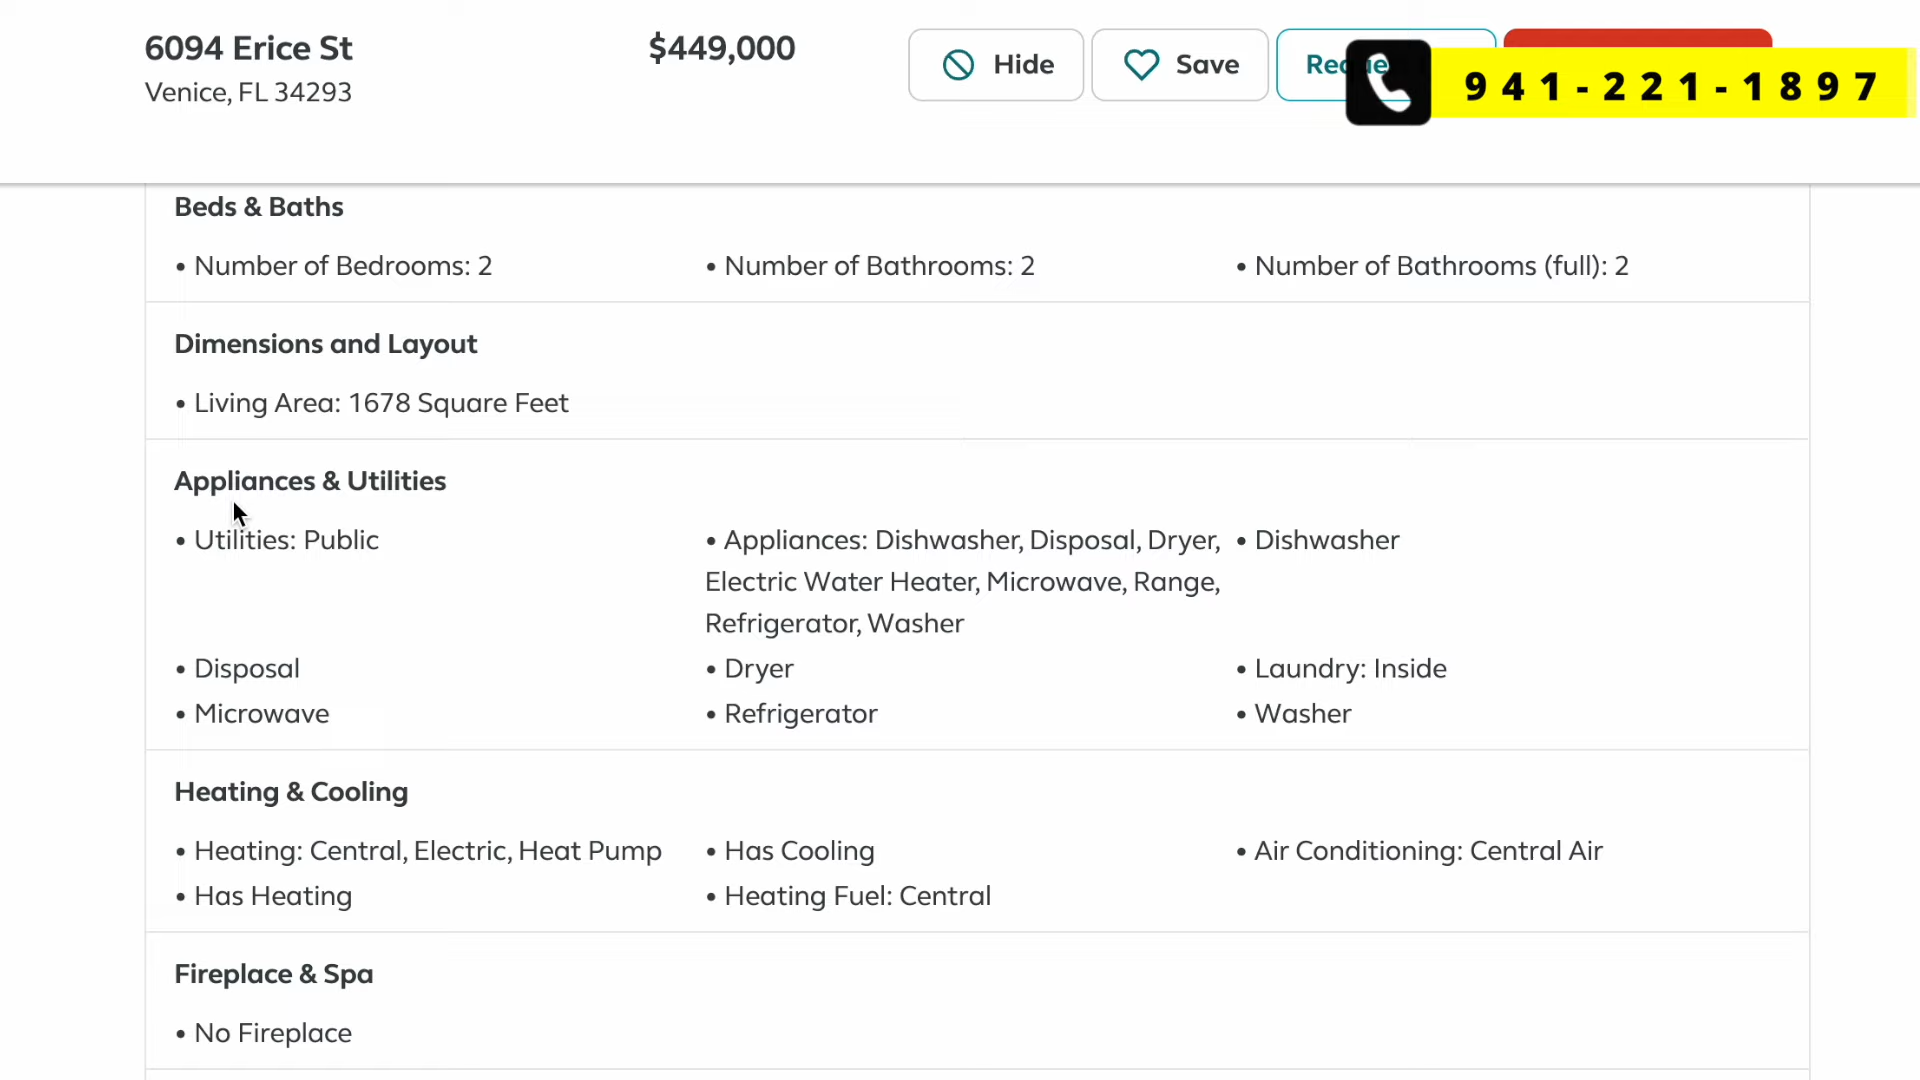 6094 Erice St
$449,000
Hide
Save
941-221-1897
Venice, FL 34293
Beds & Baths
• Number of Bedrooms: 2
• Number of Bathrooms: 2
• Number of Bathrooms (full): 2
Dimensions and Layout
• Living Area: 1678 Square Feet
Appliances & Utilities
• Utilities: Public
• Appliances: Dishwasher, Disposal, Dryer,
Electric Water Heater, Microwave, Range,
Refrigerator, Washer
• Dishwasher
• Disposal
• Dryer
• Laundry: Inside
• Microwave
• Refrigerator
• Washer
Heating & Cooling
• Heating: Central, Electric, Heat Pump
• Has Cooling
• Air Conditioning: Central Air
• Has Heating
• Heating Fuel: Central
Fireplace & Spa
• No Fireplace